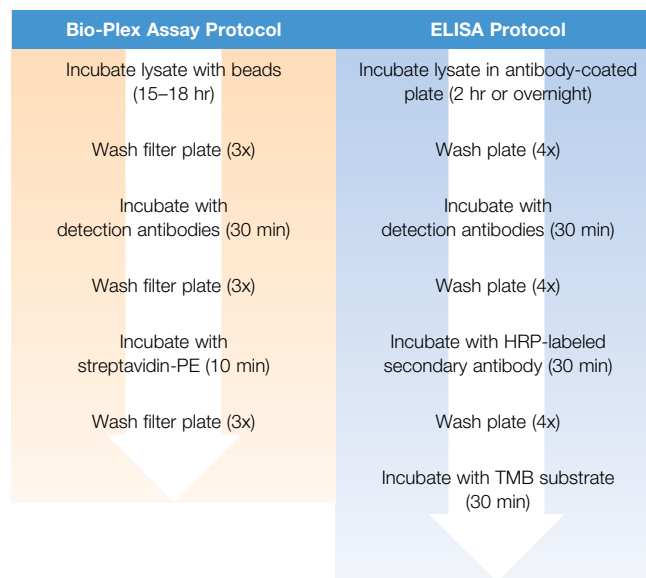 Bio-Plex Assay Protocol
Incubate lysate with beads
(15–18 hr)
Wash filter plate (3x)
Incubate with
detection antibodies (30 min)
Wash filter plate (3x)
Incubate with
streptavidin-PE (10 min)
Wash filter plate (3x)
ELISA Protocol
Incubate lysate in antibody-coated
plate (2 hr or overnight)
Wash plate (4x)
Incubate with
detection antibodies (30 min)
Wash plate (4x)
Incubate with HRP-labeled
secondary antibody (30 min)
Wash plate (4x)
Incubate with TMB substrate
(30 min)